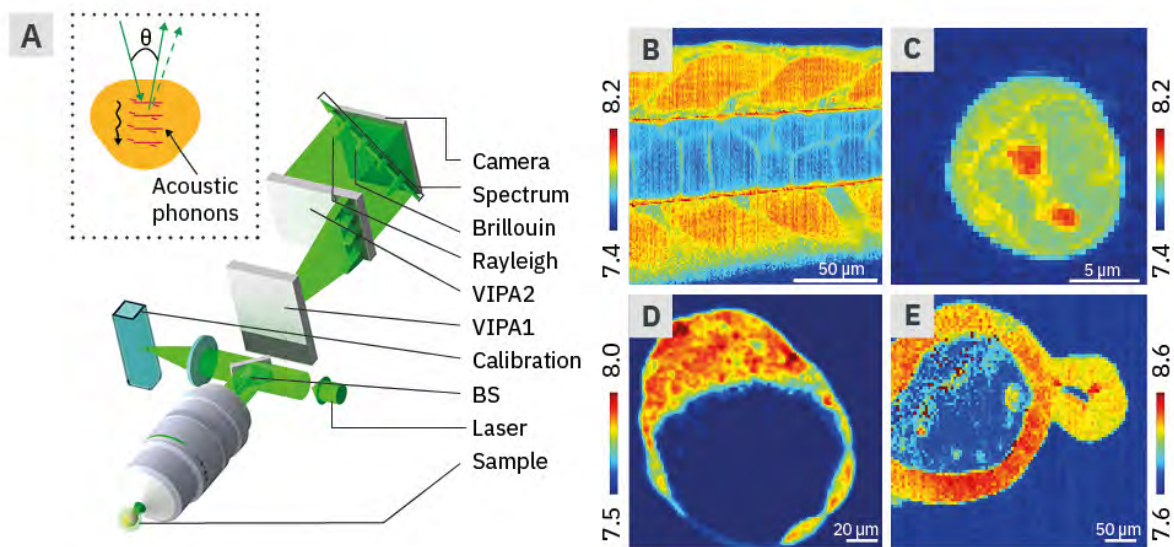 A
θ
Acoustic
phonons
Camera
Spectrum
Brillouin
Rayleigh
VIPA2
VIPA1
Calibration
BS
Laser
Sample
B
7.4 8.2
50 µm
C
7.4 8.2
5 µm
D
7.5 8.0
20 µm
E
7.6 8.6
50 µm